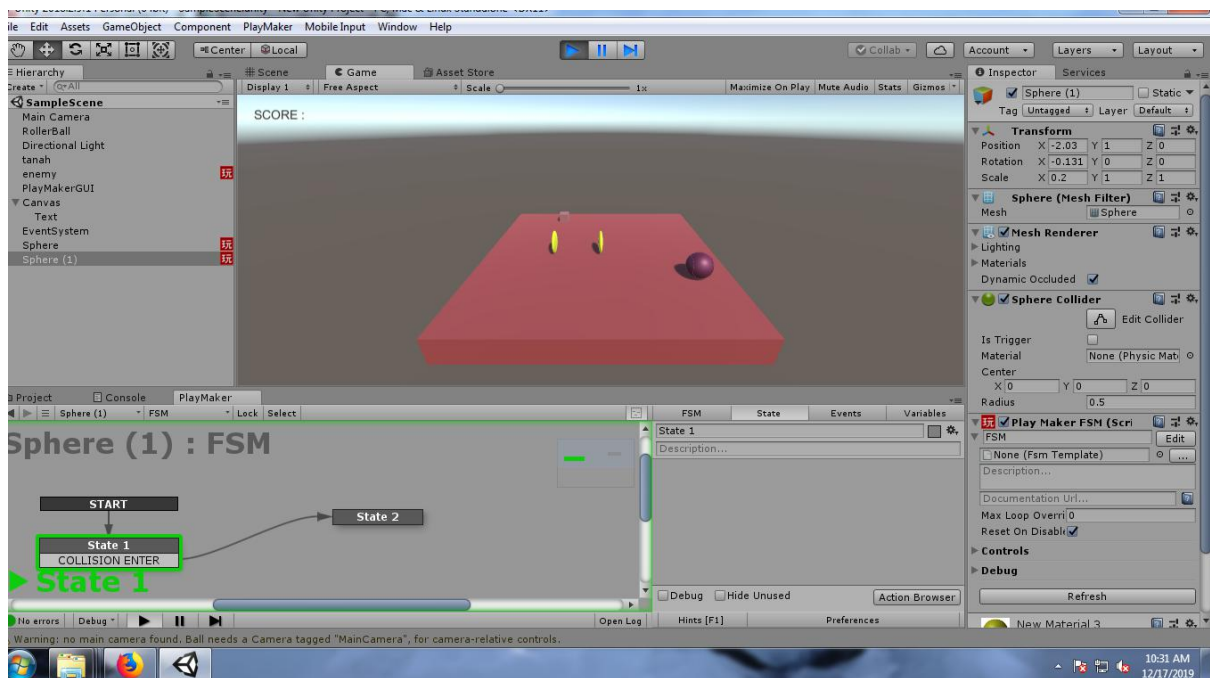 ile Edit Assets GameObject Component PlayMaker Mobile Input Window Help
Center Local Collab Account Layers Layout
Hierarchy
Create All
SampleScene
Main Camera
RollerBall
Directional Light
tanah
enemy 玩
PlayMakerGUI
Canvas
Text
EventSystem
Sphere 玩
Sphere (1) 玩
Scene Game Asset Store
Display 1 Free Aspect Scale 1x Maximize On Play Mute Audio Stats Gizmos
SCORE :
Inspector Services
Sphere (1) Static
Tag Untagged Layer Default
Transform
Position X -2.03 Y 1 Z 0
Rotation X -0.131 Y 0 Z 0
Scale X 0.2 Y 1 Z 1
Sphere (Mesh Filter)
Mesh Sphere
Mesh Renderer
Lighting
Materials
Dynamic Occluded
Sphere Collider
Edit Collider
Is Trigger
Material None (Physic Mat
Center
X 0 Y 0 Z 0
Radius 0.5
玩 Play Maker FSM (Scri
FSM Edit
None (Fsm Template) ...
Description...
Documentation Url...
Max Loop Overri 0
Reset On Disabl
Controls
Debug
Refresh
New Material 3
Project Console PlayMaker
Sphere (1) FSM Lock Select
Sphere (1) : FSM
START
State 1
COLLISION ENTER
State 2
State 1
FSM State Events Variables
State 1
Description...
Debug Hide Unused Action Browser
No errors Debug Open Log Hints [F1] Preferences
Warning: no main camera found. Ball needs a Camera tagged "MainCamera", for camera-relative controls.
10:31 AM
12/17/2019